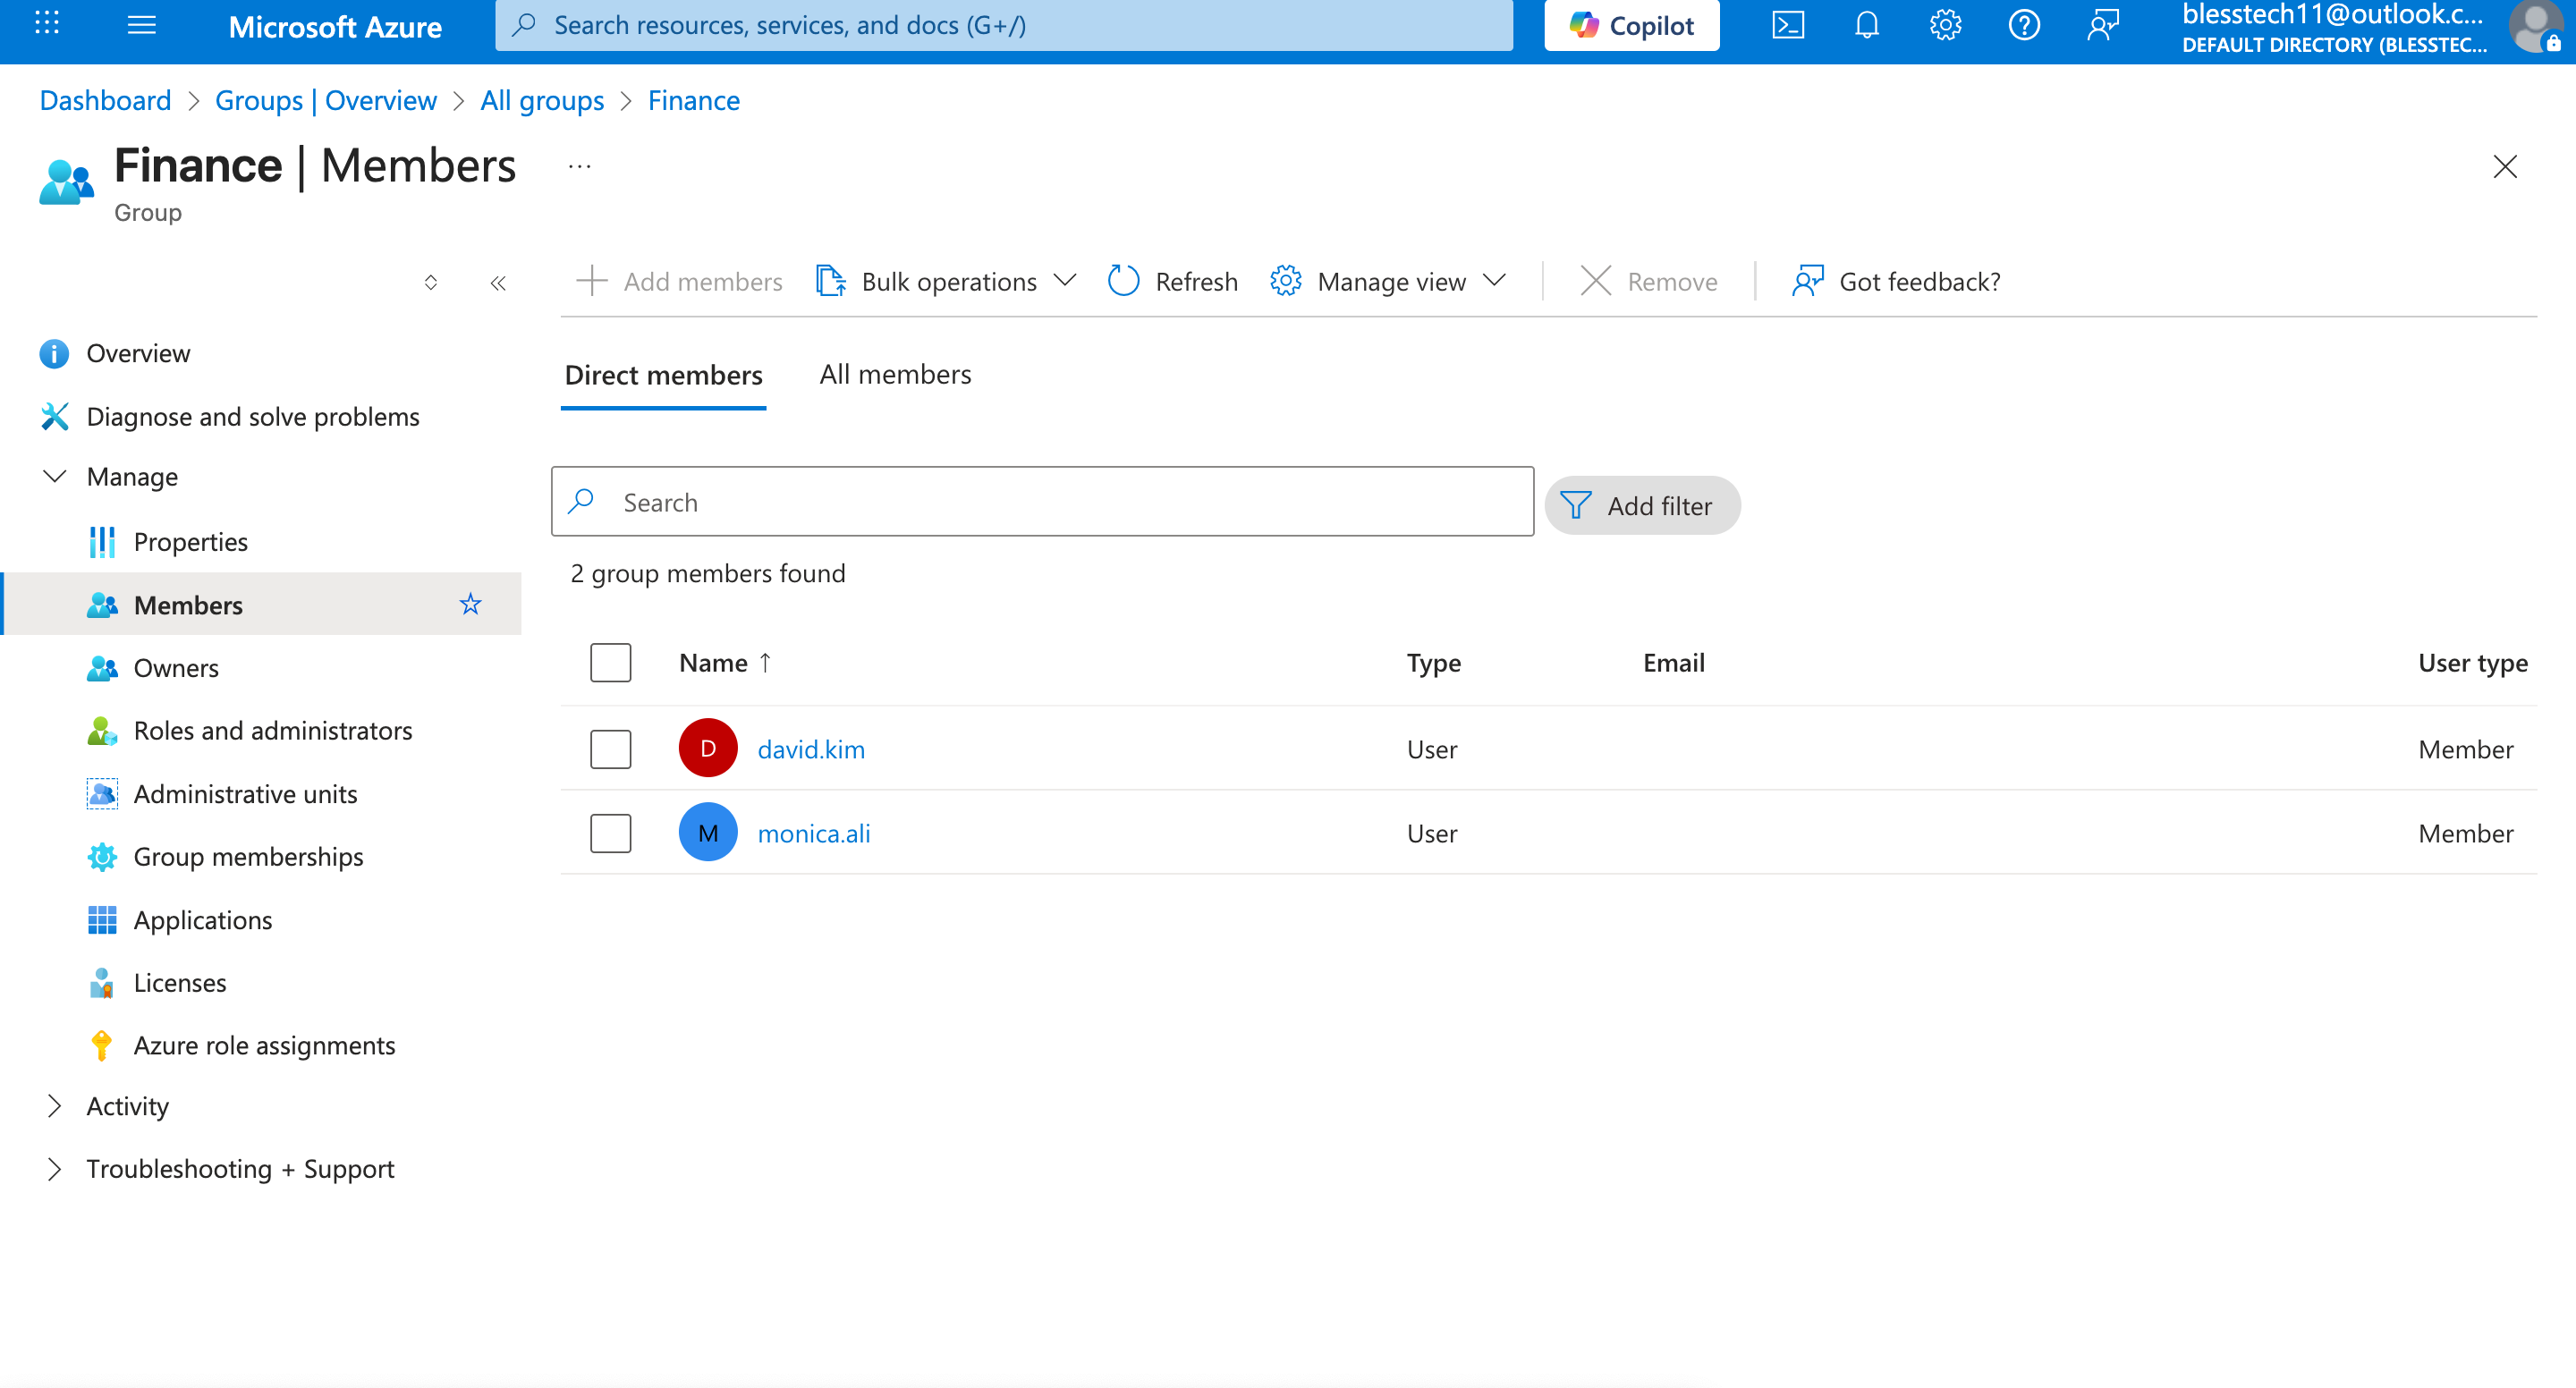 Microsoft Azure
Search resources, services, and docs (G+/)
Copilot
blesstech11@outlook.c...
DEFAULT DIRECTORY (BLESSTEC...
Dashboard > Groups | Overview > All groups > Finance
Finance | Members ...
Group
Add members Bulk operations Refresh Manage view Remove Got feedback?
Overview
Diagnose and solve problems
Manage
Properties
Members
Owners
Roles and administrators
Administrative units
Group memberships
Applications
Licenses
Azure role assignments
Activity
Troubleshooting + Support
Direct members All members
Search
Add filter
2 group members found
Name ↑ Type Email User type
D david.kim User Member
M monica.ali User Member